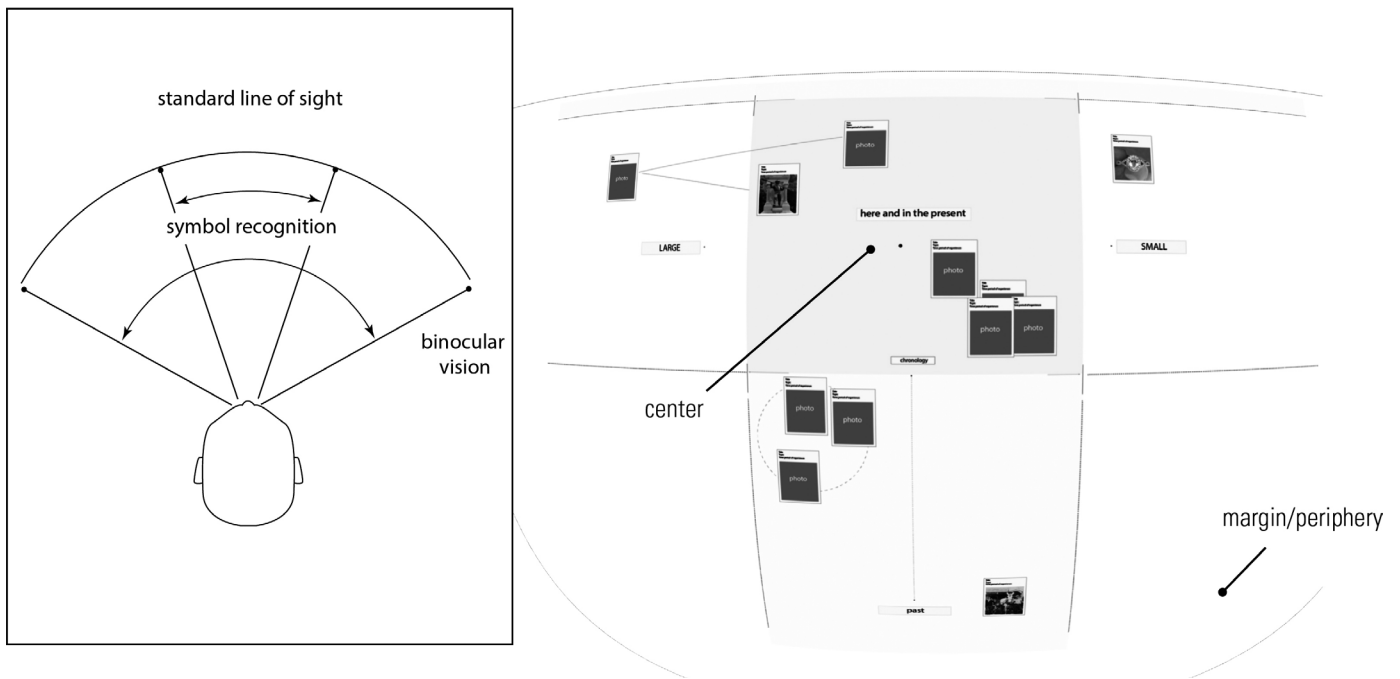 standard line of sight
symbol recognition
binocular
vision
photo
photo
here and in the present
LARGE
SMALL
photo
photo
photo
chronology
center
photo
photo
photo
margin/periphery
past